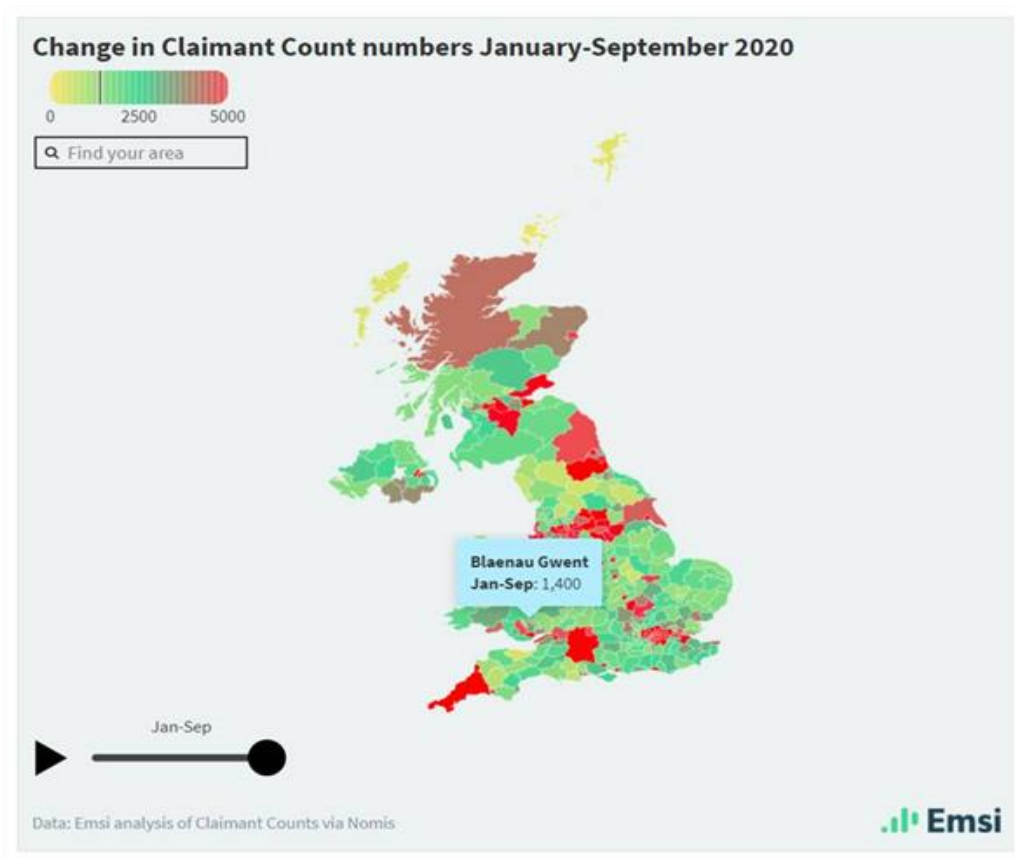 Change in Claimant Count numbers January-September 2020
0 2500 5000
Find your area
Blaenau Gwent
Jan-Sep: 1,400
Jan-Sep
Data: Emsi analysis of Claimant Counts via Nomis
Emsi